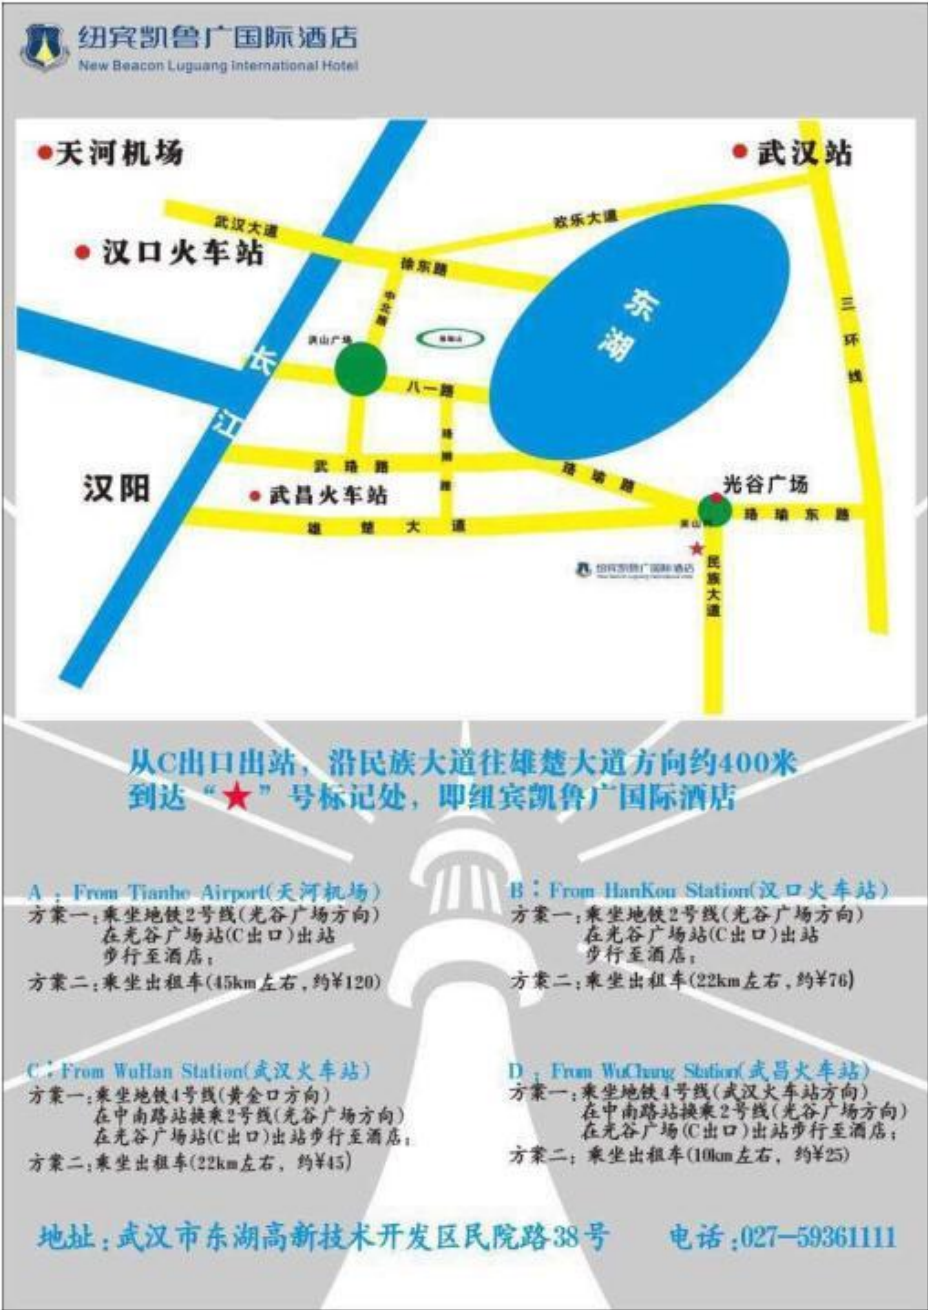 纽宾凯鲁广国际酒店
New Beacon Luguang International Hotel
天河机场
武汉站
武汉大道
欢乐大道
汉口火车站
徐东路
中北路
东湖
三环线
洪山广场
长江
八一路
珞狮路
武珞路
珞瑜路
汉阳
武昌火车站
光谷广场
珞瑜东路
雄楚大道
纽宾凯鲁广国际酒店
New Beacon Luguang International Hotel
民族大道
从C出口出站，沿民族大道往雄楚大道方向约400米
到达“★”号标记处，即纽宾凯鲁广国际酒店
A：From Tianhe Airport(天河机场)
方案一:乘坐地铁2号线(光谷广场方向)
在光谷广场站(C出口)出站
步行至酒店;
方案二:乘坐出租车(45km左右,约¥120)
B：From HanKou Station(汉口火车站)
方案一:乘坐地铁2号线(光谷广场方向)
在光谷广场站(C出口)出站
步行至酒店;
方案二:乘坐出租车(22km左右,约¥76)
C：From WuHan Station(武汉火车站)
方案一:乘坐地铁4号线(黄金口方向)
在中南路站换乘2号线(光谷广场方向)
在光谷广场站(C出口)出站步行至酒店;
方案二:乘坐出租车(22km左右, 约¥45)
D：From WuChang Station(武昌火车站)
方案一:乘坐地铁4号线(武汉火车站方向)
在中南路站换乘2号线(光谷广场方向)
在光谷广场(C出口)出站步行至酒店;
方案二: 乘坐出租车(10km左右, 约¥25)
地址:武汉市东湖高新技术开发区民院路38号 电话:027—59361111